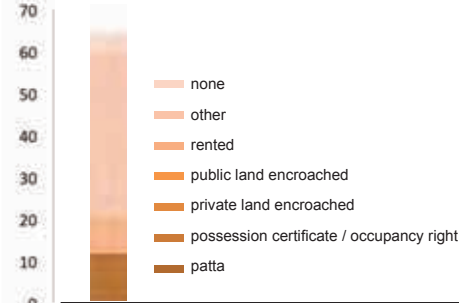 70
60
50
40
30
20
10
0
none
other
rented
public land encroached
private land encroached
possession certificate / occupancy right
patta